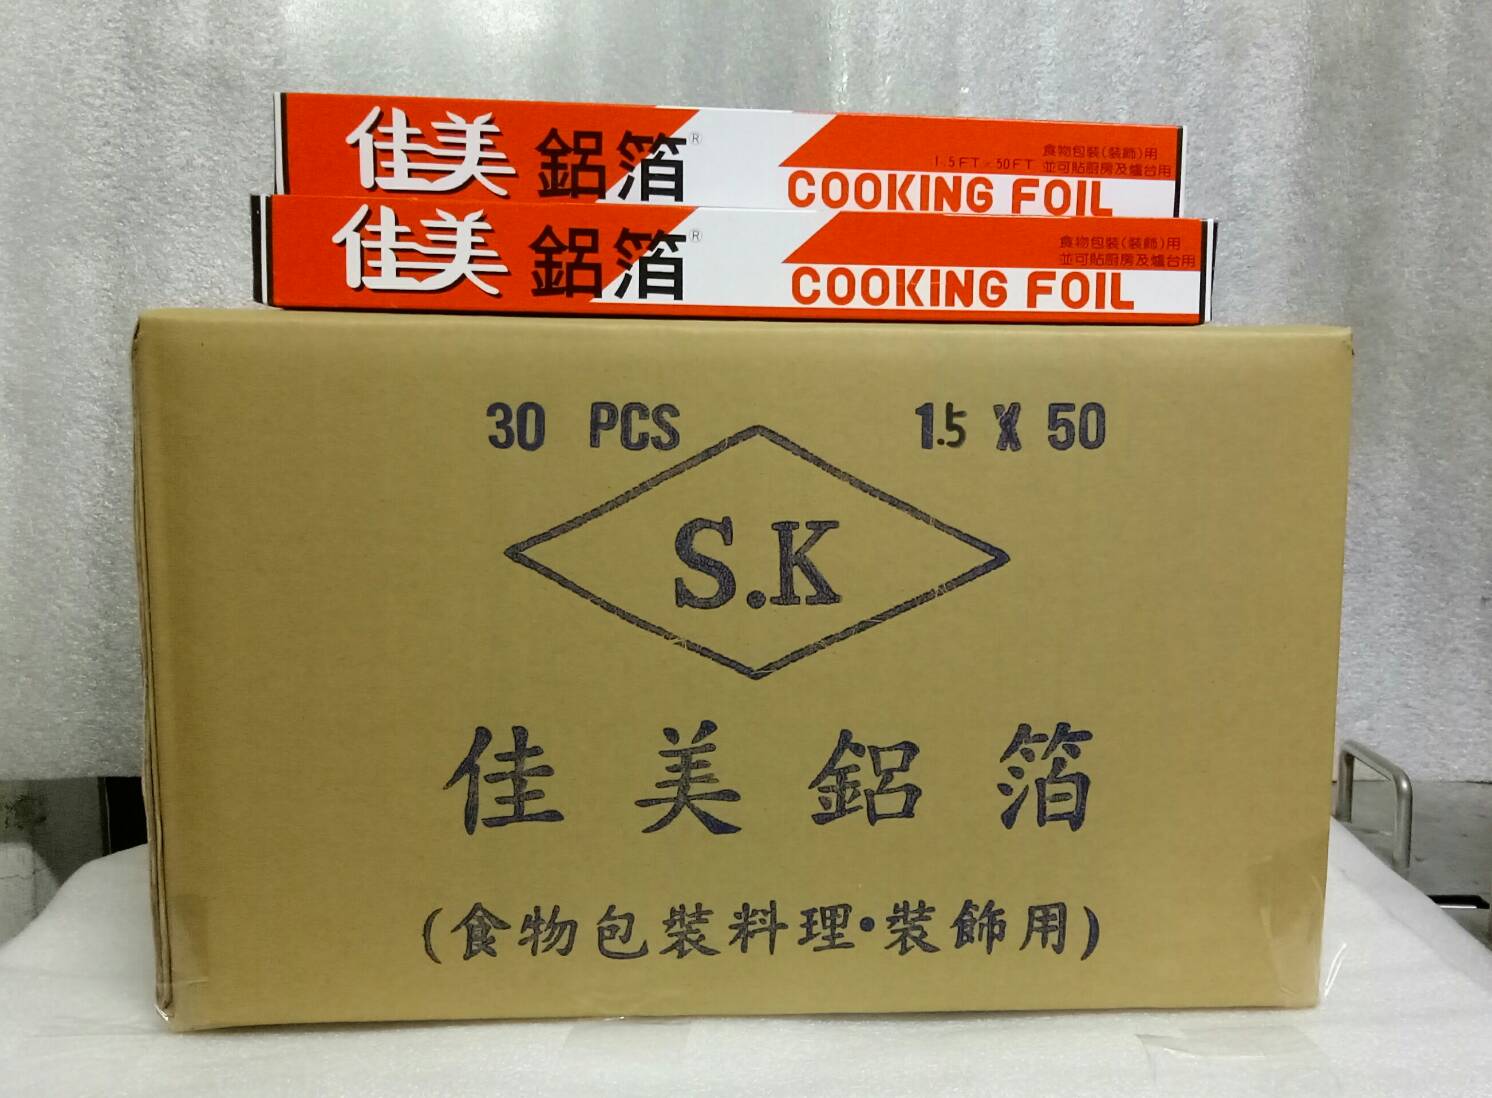 佳美 鋁箔®
食物包裝(裝飾)用
1.5FT × 50FT 並可貼廚房及爐台用
COOKING FOIL
佳美 鋁箔®
食物包裝(裝飾)用
並可貼廚房及爐台用
COOKING FOIL
30 PCS 1.5 X 50
S.K
佳美鋁箔
(食物包裝料理•裝飾用)